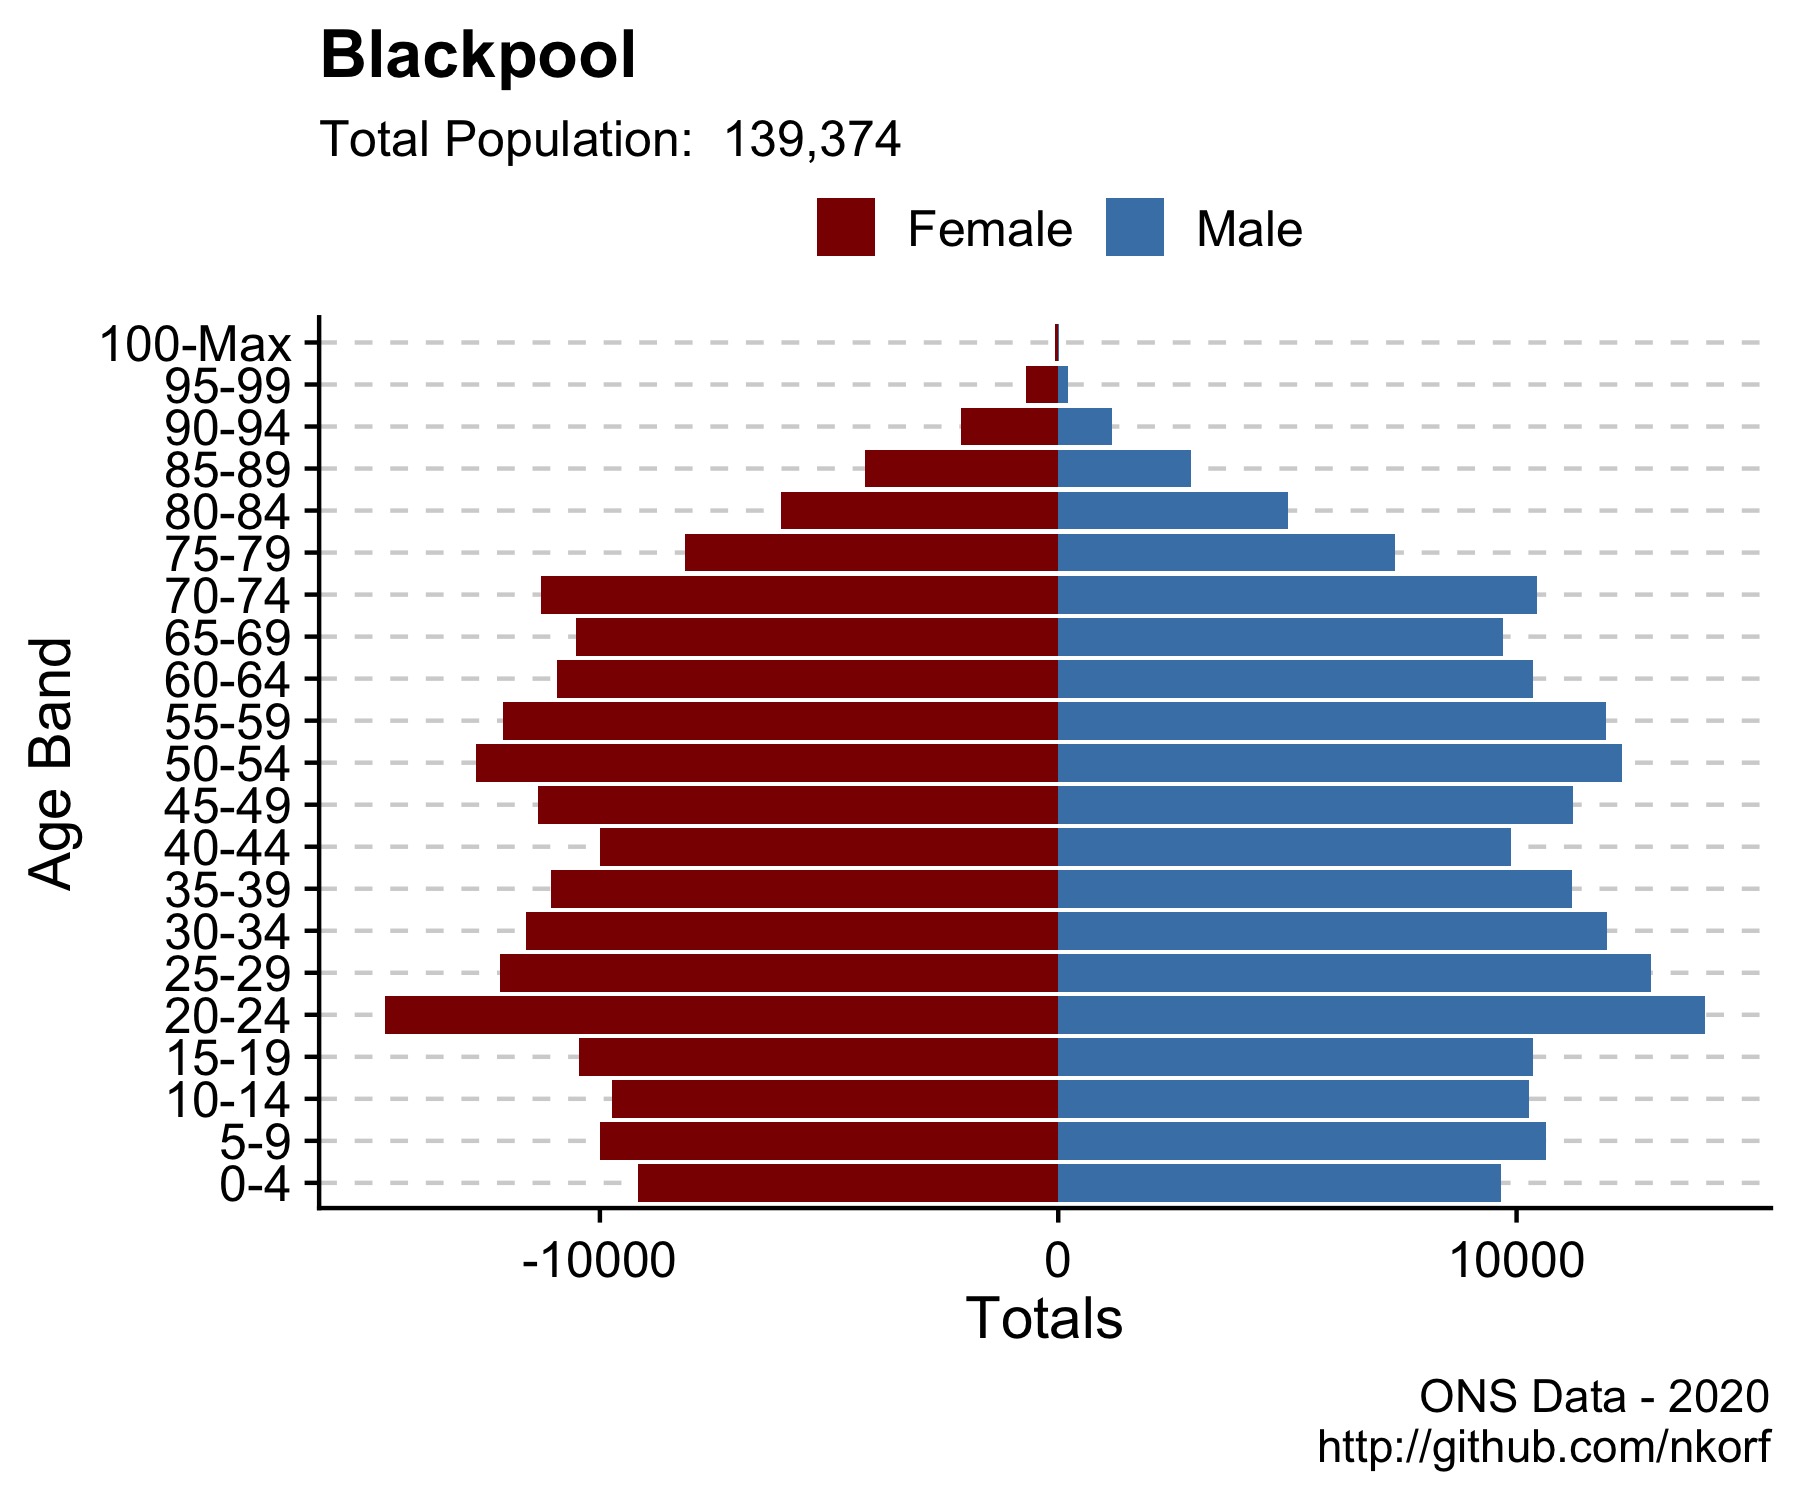 Blackpool
Total Population:  139,374
Female Male
100-Max
95-99
90-94
85-89
80-84
75-79
70-74
65-69
60-64
55-59
50-54
45-49
40-44
35-39
30-34
25-29
20-24
15-19
10-14
5-9
0-4
Age Band
-10000 0 10000
Totals
ONS Data - 2020
http://github.com/nkorf